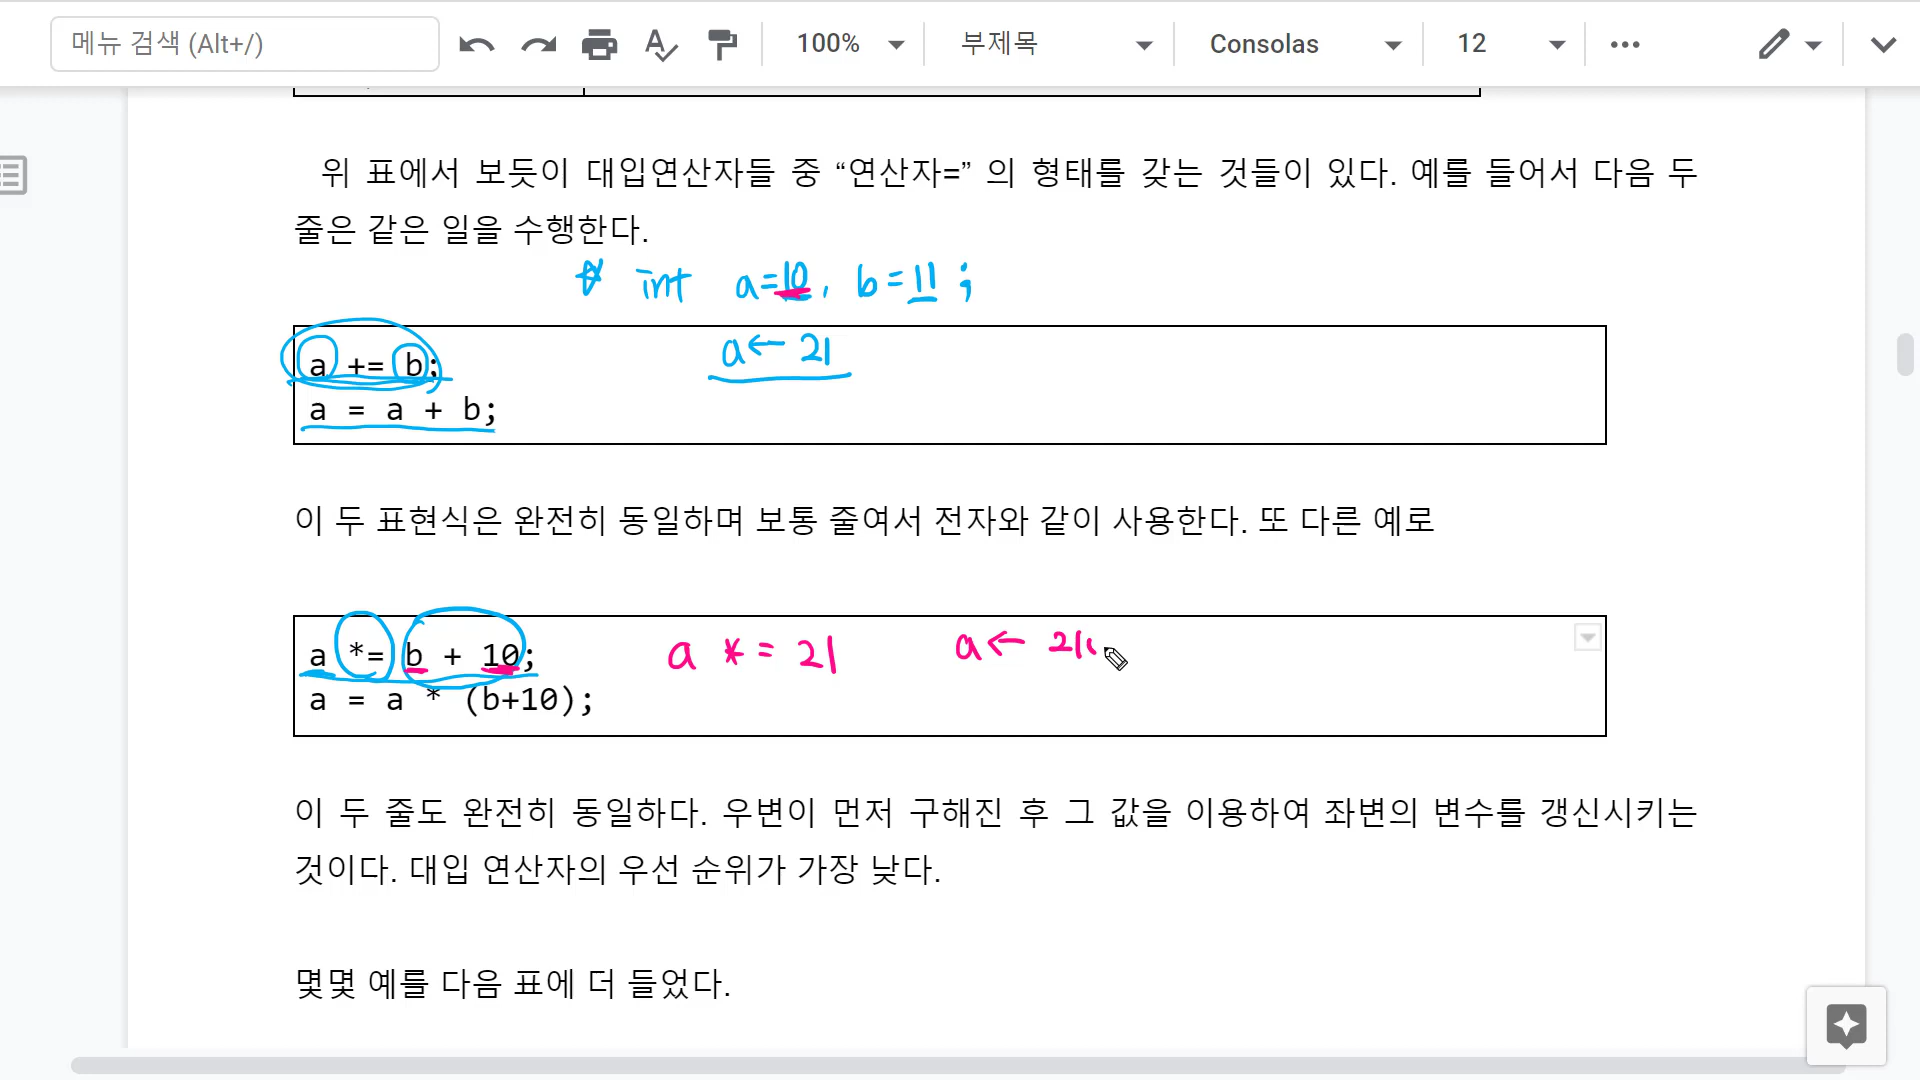 메뉴 검색 (Alt+/)
100% 부제목 Consolas 12
위 표에서 보듯이 대입연산자들 중 “연산자=” 의 형태를 갖는 것들이 있다. 예를 들어서 다음 두
줄은 같은 일을 수행한다.
int a=10, b=11;
a += b;
a← 21
a = a + b;
이 두 표현식은 완전히 동일하며 보통 줄여서 전자와 같이 사용한다. 또 다른 예로
a *= b + 10;
a *= 21
a←
a = a * (b+10);
이 두 줄도 완전히 동일하다. 우변이 먼저 구해진 후 그 값을 이용하여 좌변의 변수를 갱신시키는
것이다. 대입 연산자의 우선 순위가 가장 낮다.
몇몇 예를 다음 표에 더 들었다.